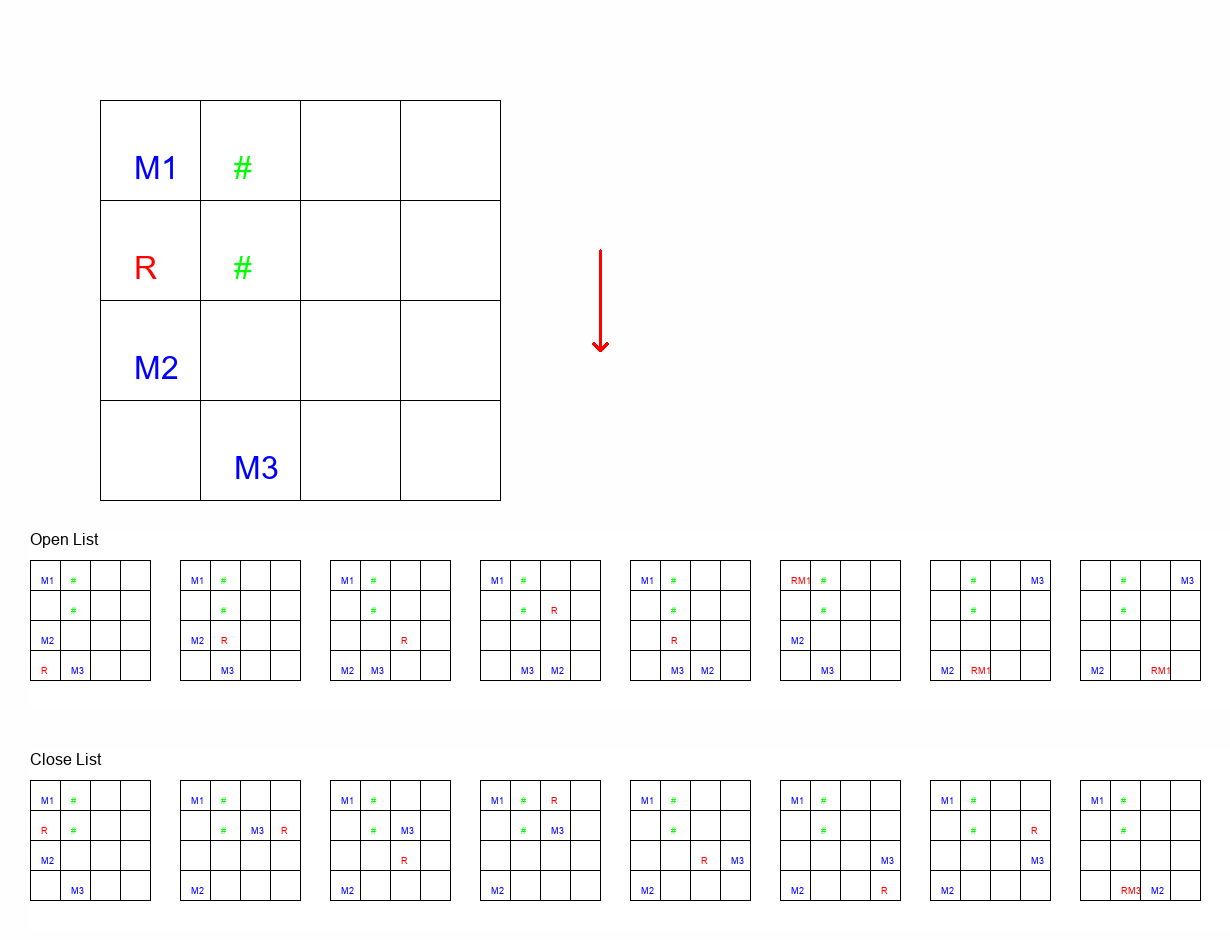 M1 #
R #
M2
M3
Open List
M1 # M1 # M1 # M1 # M1 # RM1 # # M3 # M3
# # # # R # # # #
M2 M2 R R R M2
R M3 M3 M2 M3 M3 M2 M3 M2 M3 M2 RM1 M2 RM1
Close List
M1 # M1 # M1 # M1 # R M1 # M1 # M1 # M1 #
R # # M3 R # M3 # M3 # # # R #
M2 R R M3 M3 M3
M3 M2 M2 M2 M2 M2 R M2 RM3 M2